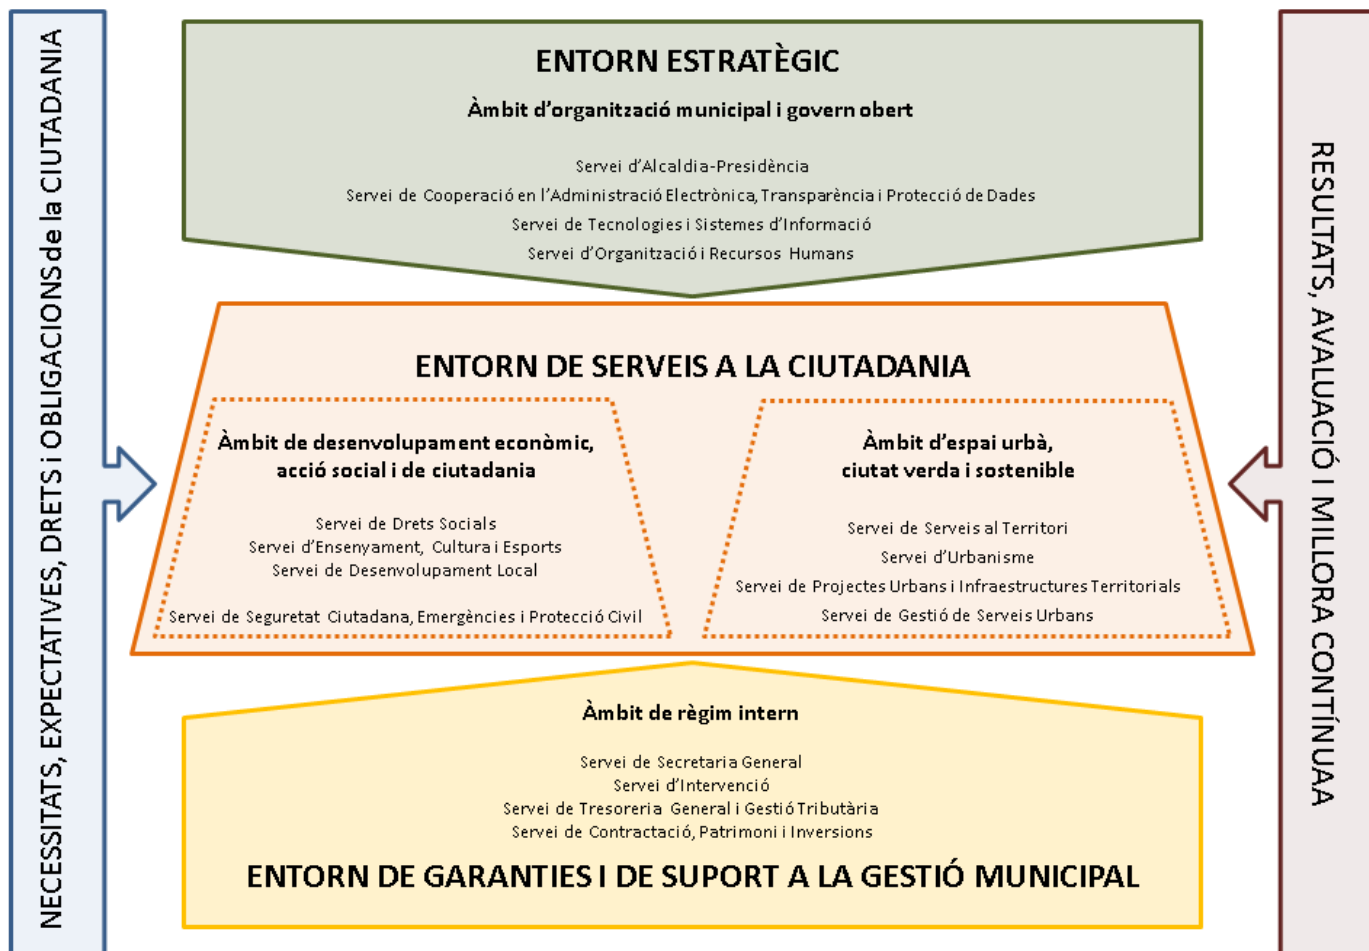 NECESSITATS, EXPECTATIVES, DRETS i OBLIGACIONS de la CIUTADANIA
ENTORN ESTRATÈGIC
Àmbit d'organització municipal i govern obert
Servei d'Alcaldia-Presidència
Servei de Cooperació en l'Administració Electrònica, Transparència i Protecció de Dades
Servei de Tecnologies i Sistemes d'Informació
Servei d'Organització i Recursos Humans
ENTORN DE SERVEIS A LA CIUTADANIA
Àmbit de desenvolupament econòmic,
acció social i de ciutadania
Servei de Drets Socials
Servei d'Ensenyament, Cultura i Esports
Servei de Desenvolupament Local
Servei de Seguretat Ciutadana, Emergències i Protecció Civil
Àmbit d'espai urbà,
ciutat verda i sostenible
Servei de Serveis al Territori
Servei d'Urbanisme
Servei de Projectes Urbans i Infraestructures Territorials
Servei de Gestió de Serveis Urbans
Àmbit de règim intern
Servei de Secretaria General
Servei d'Intervenció
Servei de Tresoreria General i Gestió Tributària
Servei de Contractació, Patrimoni i Inversions
ENTORN DE GARANTIES I DE SUPORT A LA GESTIÓ MUNICIPAL
RESULTATS, AVALUACIÓ I MILLORA CONTÍNUAA